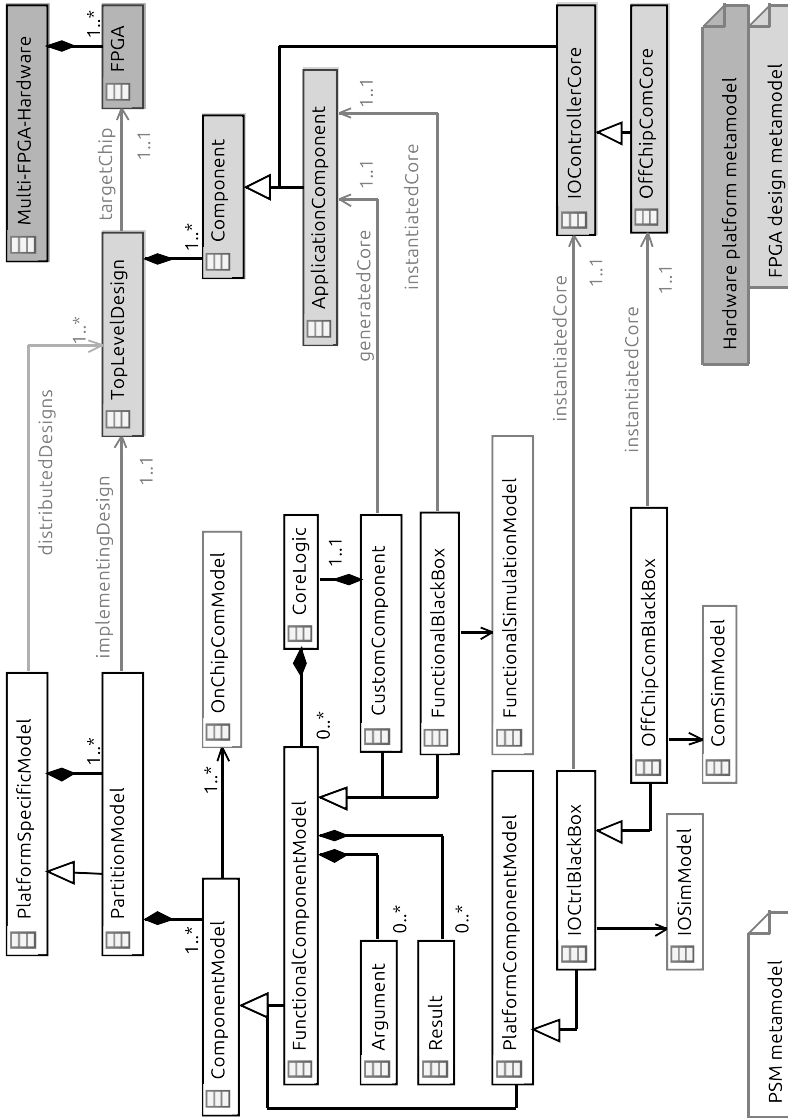 PlatformSpecificModel
distributedDesigns
1..*
Multi-FPGA-Hardware
1..*
1..*
PartitionModel
implementingDesign
1..1
TopLevelDesign
targetChip
1..1
FPGA
1..*
ComponentModel
1..*
OnChipComModel
1..*
Component
FunctionalComponentModel
0..*
CoreLogic
1..1
ApplicationComponent
Argument
0..*
CustomComponent
generatedCore
1..1
Result
0..*
FunctionalBlackBox
instantiatedCore
1..1
PlatformComponentModel
FunctionalSimulationModel
IOCtrlBlackBox
instantiatedCore
1..1
IOControllerCore
OffChipComBlackBox
instantiatedCore
1..1
OffChipComCore
IOSimModel
ComSimModel
Hardware platform metamodel
PSM metamodel
FPGA design metamodel